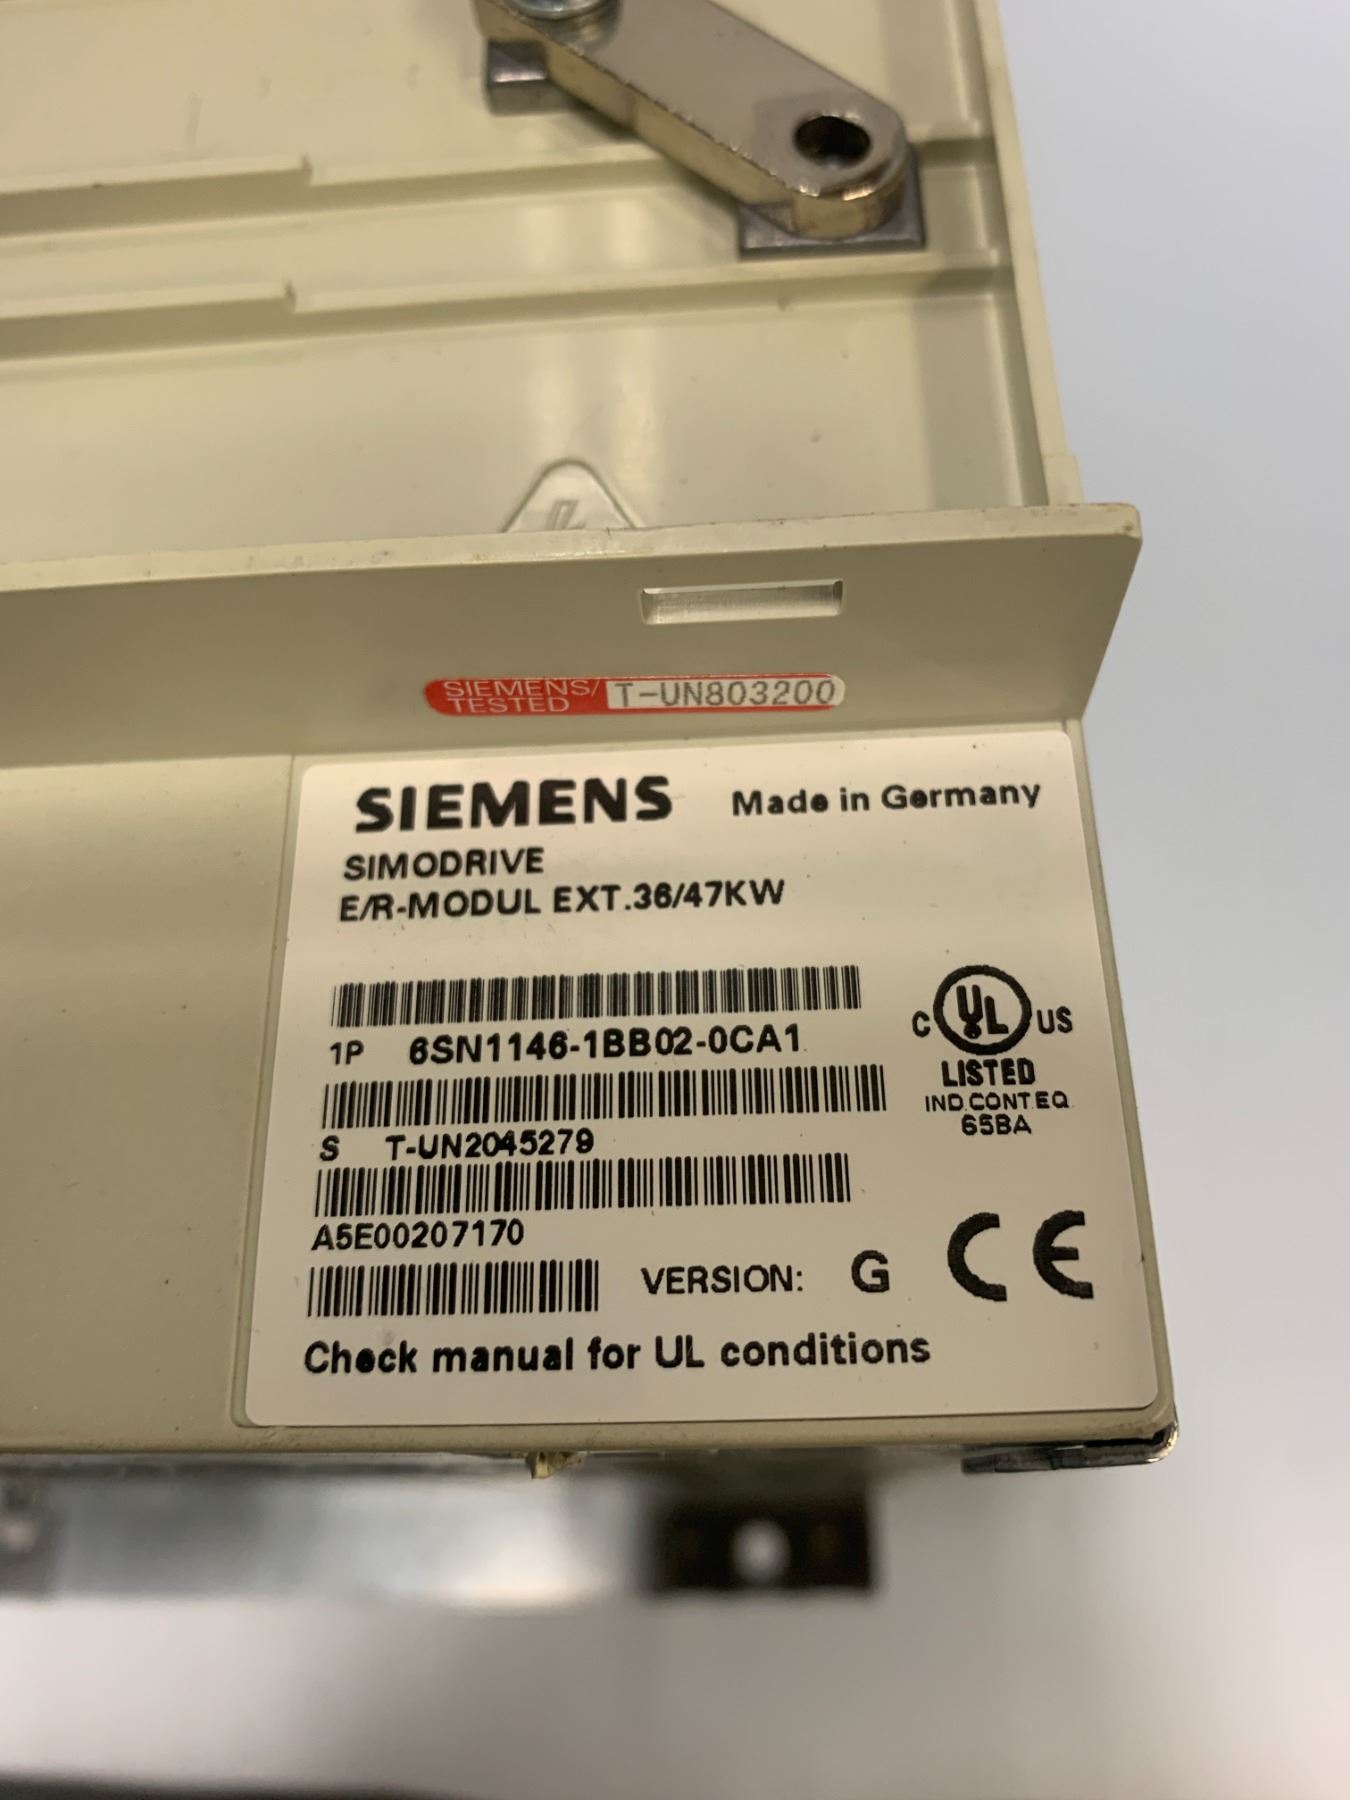 SIEMENS/ T-UN803200
TESTED
SIEMENS Made in Germany
SIMODRIVE
E/R-MODUL EXT.36/47KW
1P 6SN1146-1BB02-0CA1
C UL US
LISTED
IND.CONT.EQ.
65BA
S T-UN2045279
A5E00207170
VERSION: G CE
Check manual for UL conditions